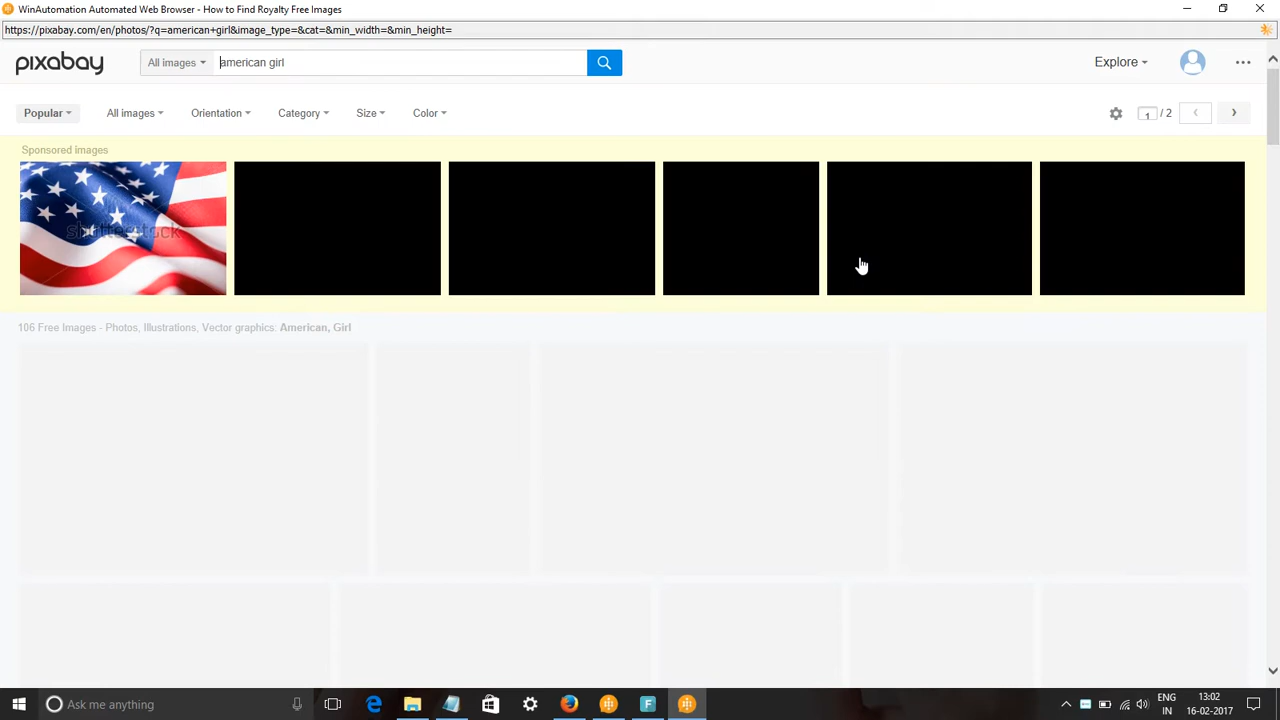 WinAutomation Automated Web Browser - How to Find Royalty Free Images
https://pixabay.com/en/photos/?q=american+girl&image_type=&cat=&min_width=&min_height=
pixabay All images american girl Explore
Popular All images Orientation Category Size Color 1 / 2
Sponsored images
shutterstock
106 Free Images - Photos, Illustrations, Vector graphics: American, Girl
Ask me anything
ENG 13:02
IN 16-02-2017